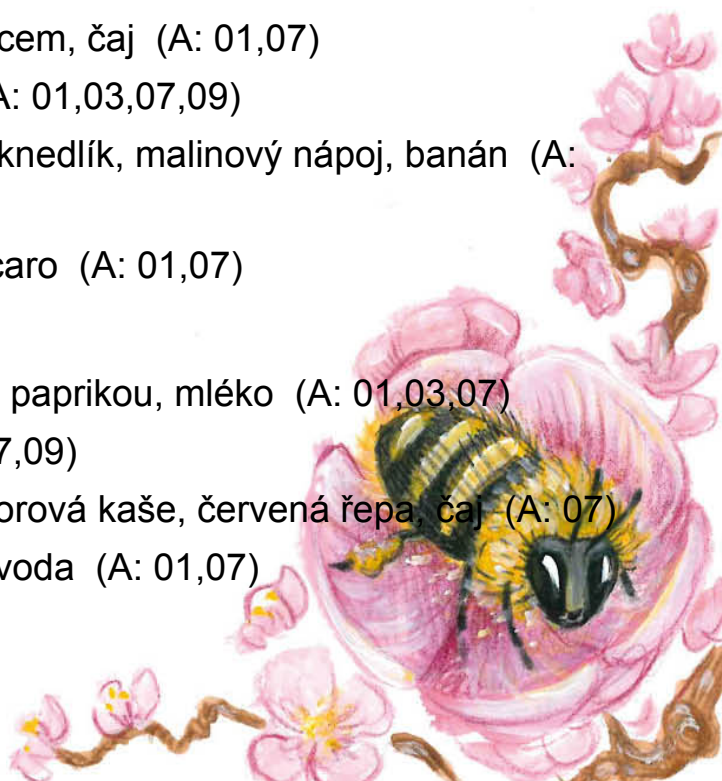 cem, čaj (A: 01,07)
A: 01,03,07,09)
knedlík, malinový nápoj, banán (A:
caro (A: 01,07)
paprikou, mléko (A: 01,03,07)
7,09)
orová kaše, červená řepa, čaj (A: 07)
voda (A: 01,07)